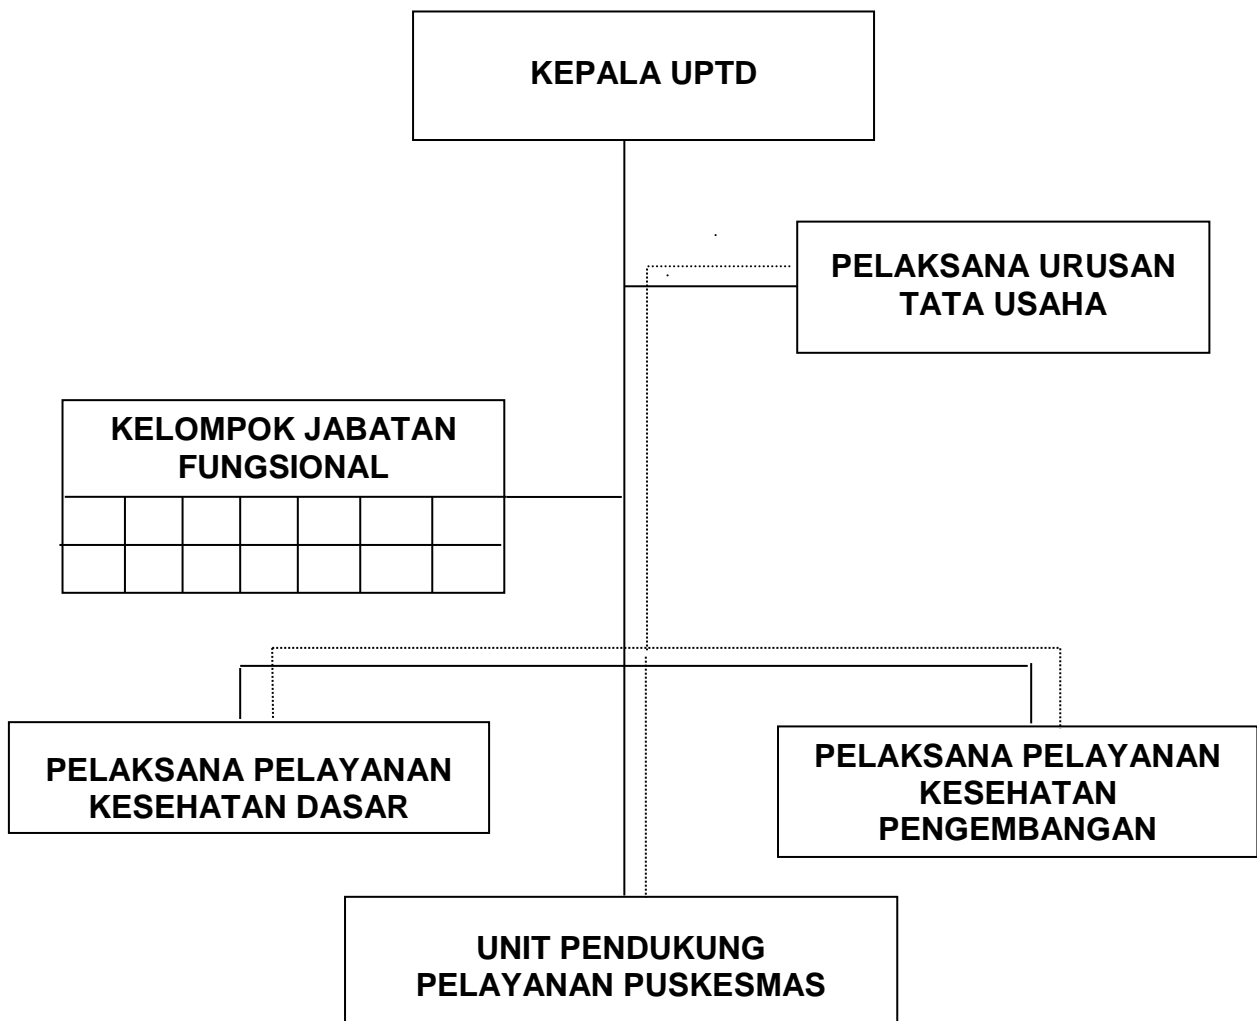 KEPALA UPTD
PELAKSANA URUSAN
TATA USAHA
KELOMPOK JABATAN
FUNGSIONAL
PELAKSANA PELAYANAN
KESEHATAN DASAR
PELAKSANA PELAYANAN
KESEHATAN
PENGEMBANGAN
UNIT PENDUKUNG
PELAYANAN PUSKESMAS